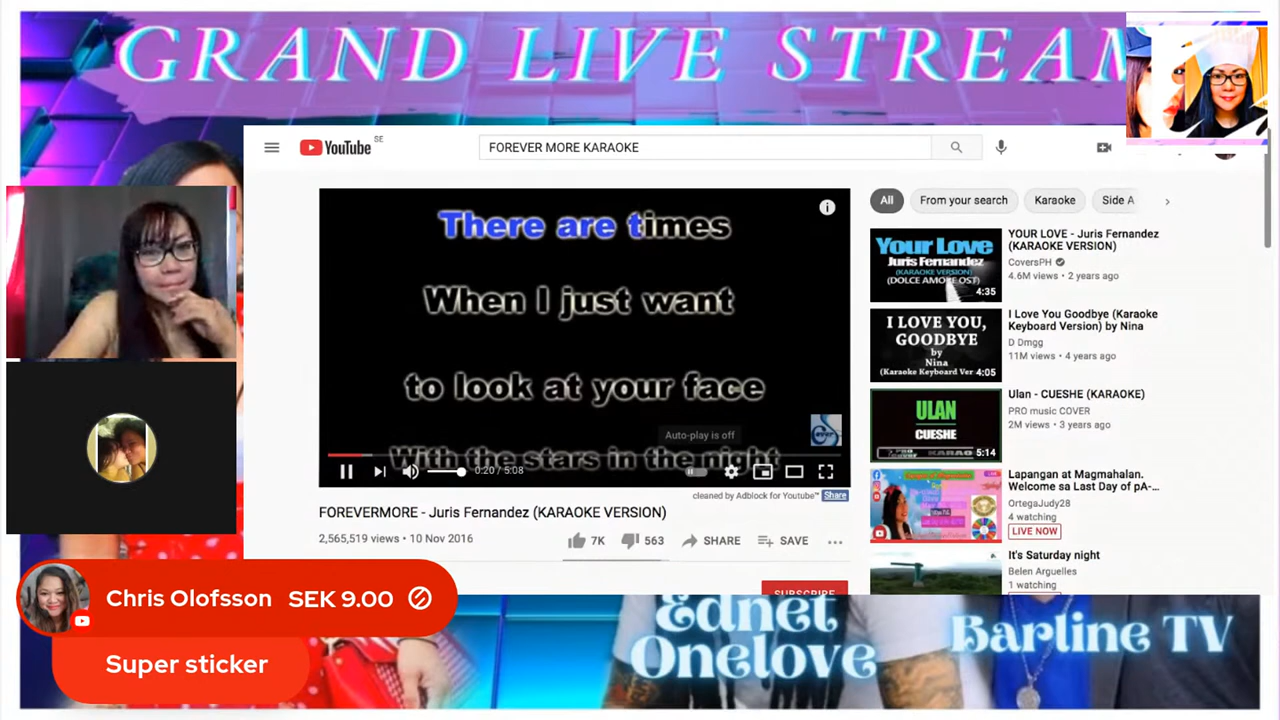 GRAND LIVE STREAM
YouTube SE
FOREVER MORE KARAOKE
There are times
When I just want
to look at your face
With the stars in the night
Auto-play is off
0:20 / 5:08
cleaned by Adblock for Youtube™ Share
FOREVERMORE - Juris Fernandez (KARAOKE VERSION)
2,565,519 views • 10 Nov 2016
7K
563
SHARE
SAVE
SUBSCRIBE
All
From your search
Karaoke
Side A
Your Love
Juris Fernandez
(KARAOKE VERSION)
(DOLCE AMORE OST)
4:35
YOUR LOVE - Juris Fernandez
(KARAOKE VERSION)
CoversPH
4.6M views • 2 years ago
I LOVE YOU,
GOODBYE
by
Nina
(Karaoke Keyboard Ver
4:05
I Love You Goodbye (Karaoke
Keyboard Version) by Nina
D Dmgg
11M views • 4 years ago
ULAN
CUESHE
5:14
Ulan - CUESHE (KARAOKE)
PRO music COVER
2M views • 3 years ago
Lapangan at Magmahalan.
Welcome sa Last Day of pA-...
OrtegaJudy28
4 watching
LIVE NOW
It's Saturday night
Belen Arguelles
1 watching
Chris Olofsson SEK 9.00
Super sticker
Ednet
Onelove
Barline TV